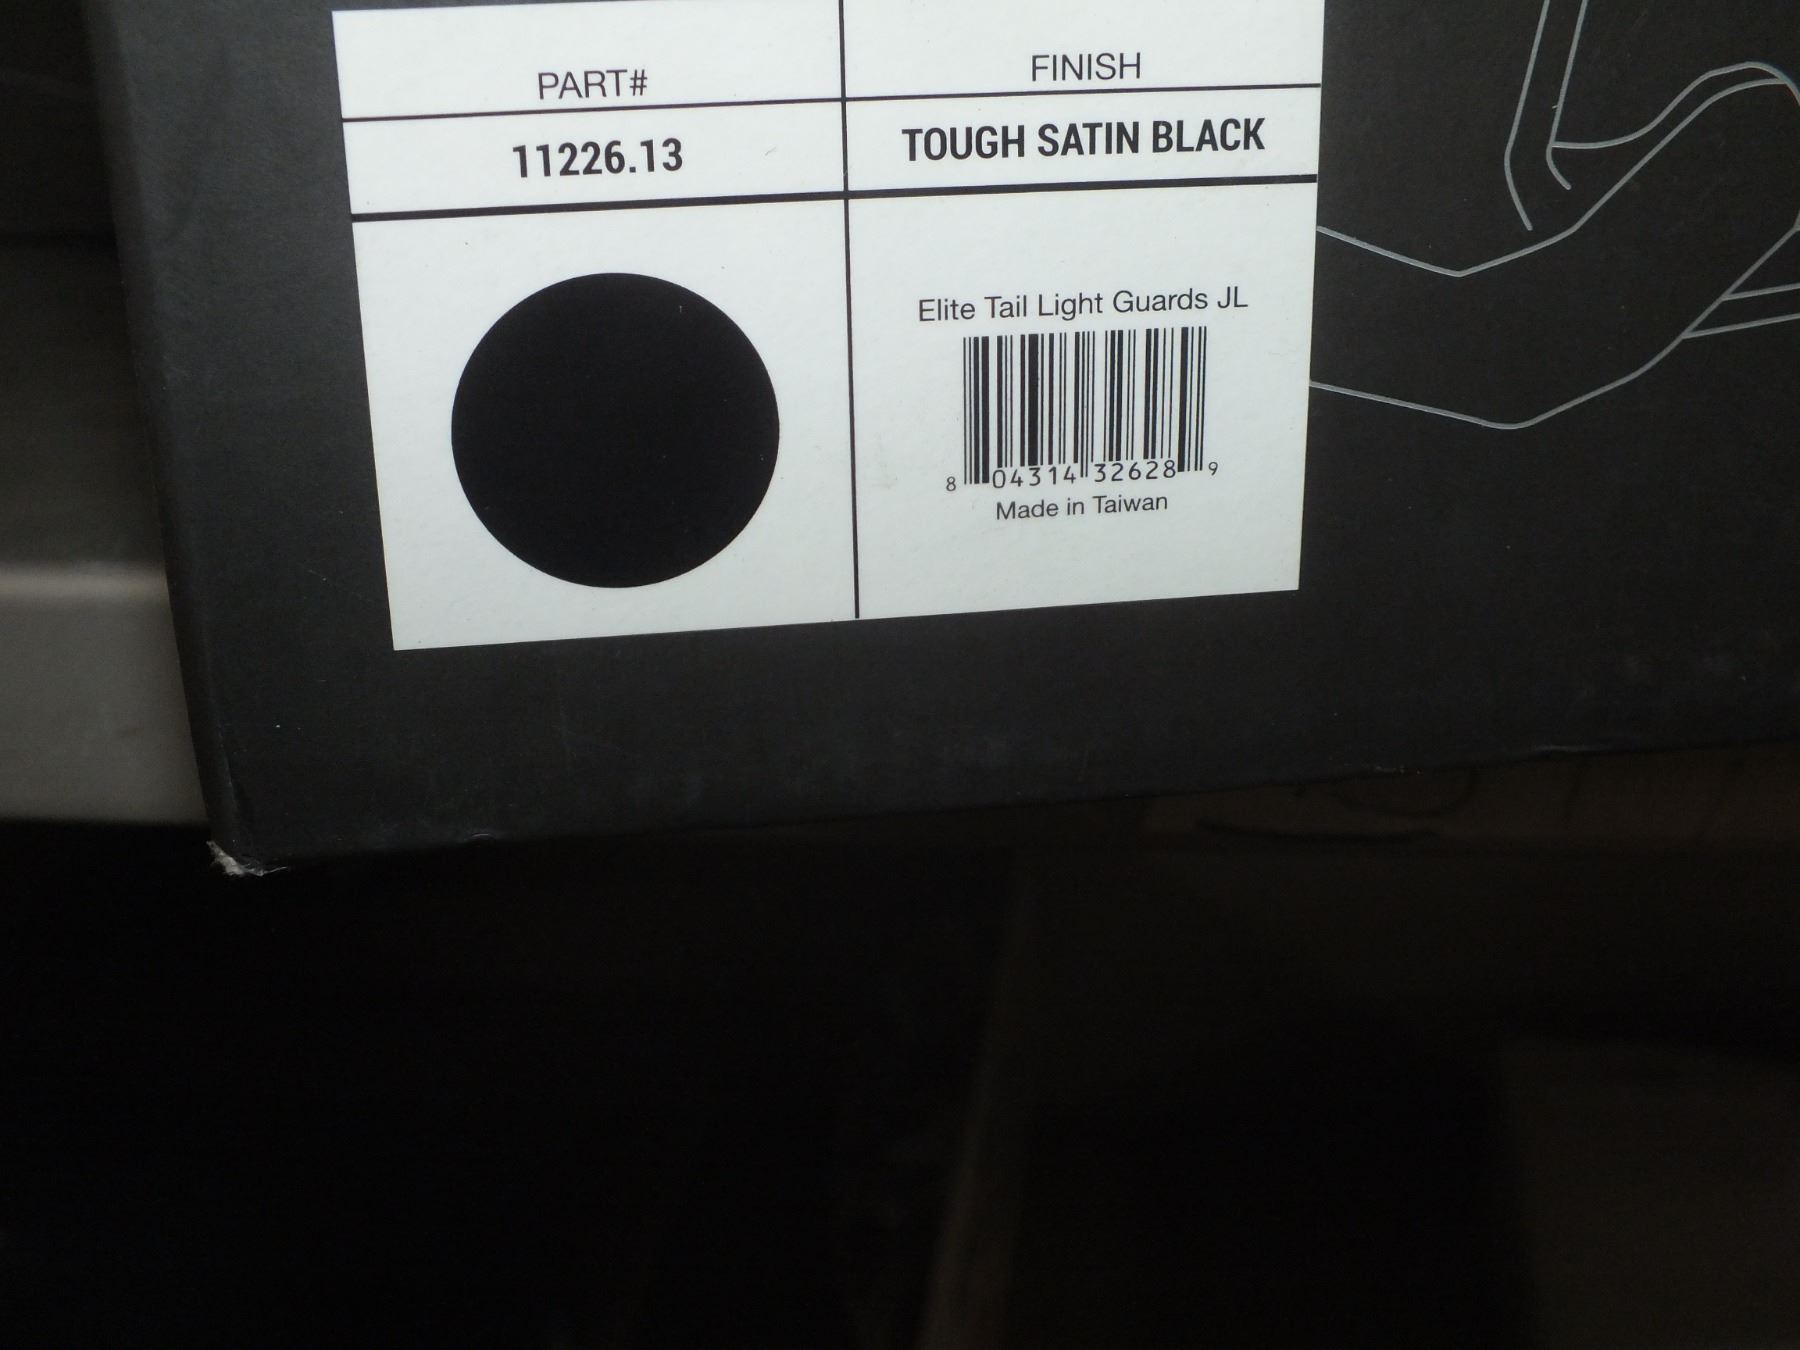 PART#
FINISH
11226.13
TOUGH SATIN BLACK
Elite Tail Light Guards JL
8 04314 32628 9
Made in Taiwan